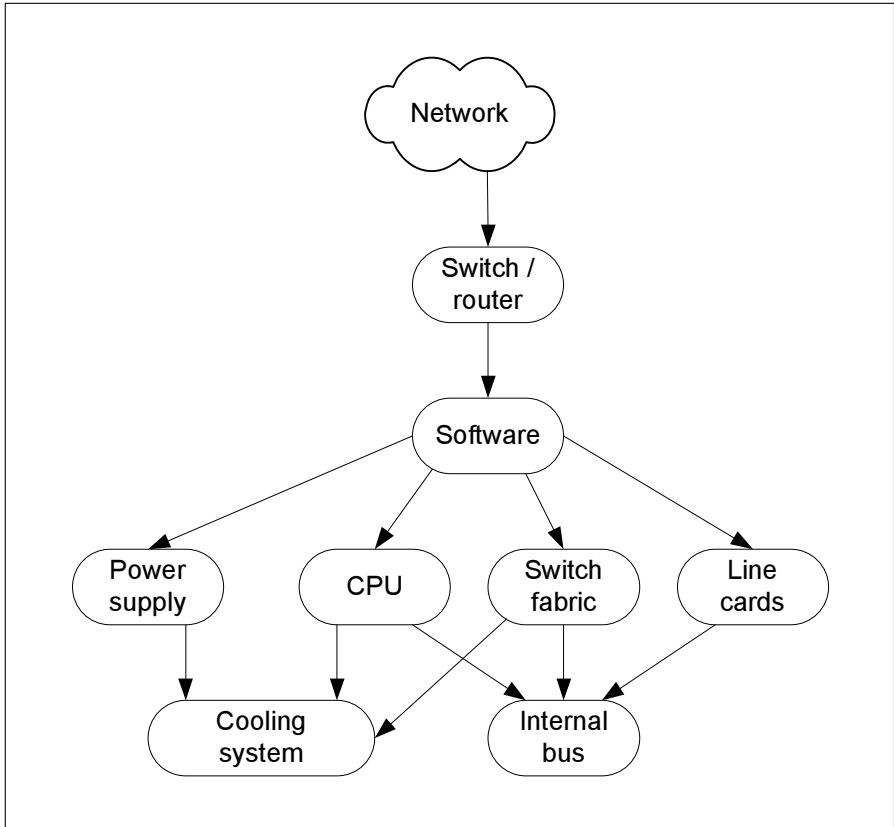 Network
Switch /
router
Software
Power
supply
CPU
Switch
fabric
Line
cards
Cooling
system
Internal
bus